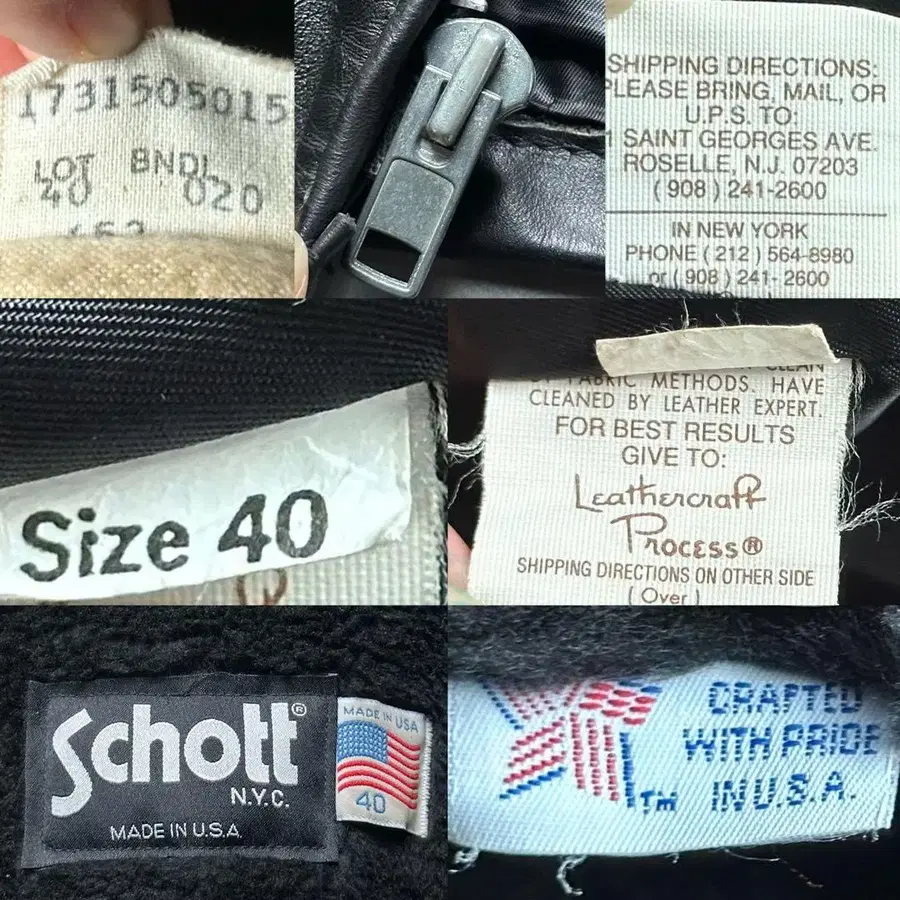 1731505015
LOT BNDL
40 020
SHIPPING DIRECTIONS:
PLEASE BRING, MAIL, OR
U.P.S. TO:
SAINT GEORGES AVE.
ROSELLE, N.J. 07203
( 908 ) 241-2600
IN NEW YORK
PHONE ( 212 ) 564-8980
or ( 908 ) 241- 2600
Size 40
CLEAN
BY FABRIC METHODS. HAVE
CLEANED BY LEATHER EXPERT.
FOR BEST RESULTS
GIVE TO:
Leathercraft
Process®
SHIPPING DIRECTIONS ON OTHER SIDE
( Over )
Schott®
N.Y.C.
MADE IN U.S.A.
MADE IN USA
40
CRAFTED
WITH PRIDE
TM IN U.S.A.